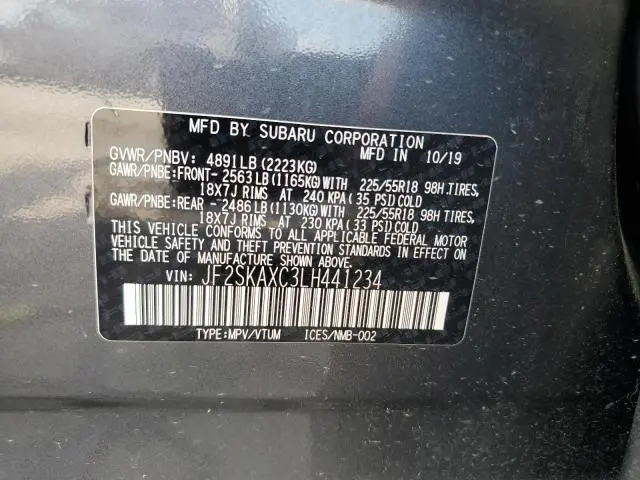 MFD BY SUBARU CORPORATION
GVWR/PNBV: 4891LB(2223KG) MFD IN 10/19
GAWR/PNBE:FRONT- 2563LB(1165KG)WITH 225/55R18 98H TIRES,
18X7J RIMS AT 240 KPA(35 PSI)COLD
GAWR/PNBE:REAR -2486LB(1130KG)WITH 225/55R18 98H TIRES,
18X7J RIMS AT 230 KPA(33 PSI)COLD
THIS VEHICLE CONFORMS TO ALL APPLICABLE FEDERAL MOTOR
VEHICLE SAFETY AND THEFT PREVENTION STANDARDS IN EFFECT ON
THE DATE OF MANUFACTURE SHOWN ABOVE.
VIN: JF2SKAXC3LH441234
TYPE:MPV/VTUM ICES/NMB-002